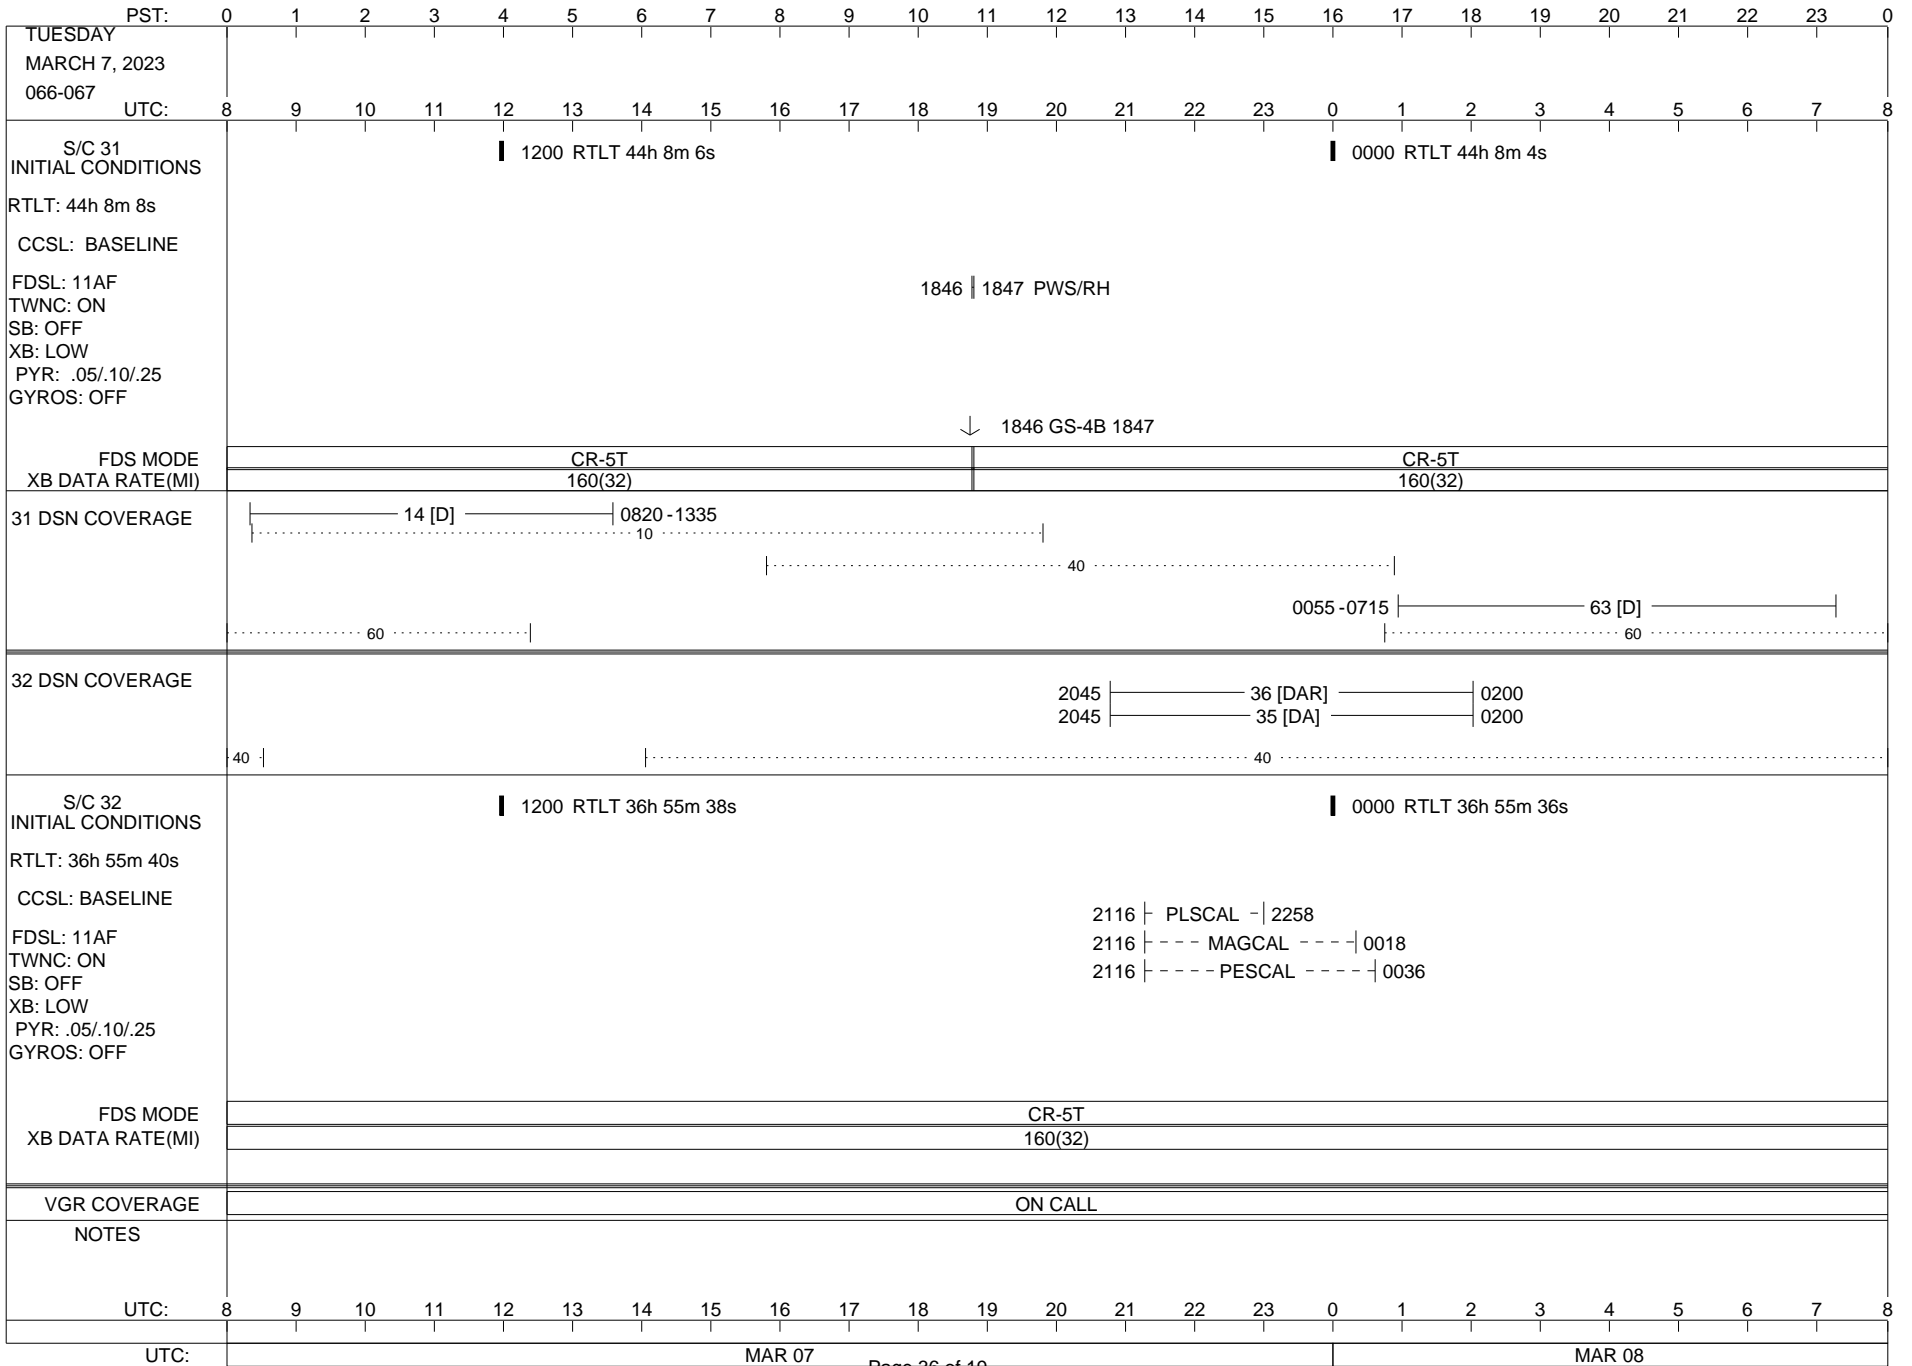 PST: 0 1 2 3 4 5 6 7 8 9 10 11 12 13 14 15 16 17 18 19 20 21 22 23 0
TUESDAY
MARCH 7, 2023
066-067
UTC: 8 9 10 11 12 13 14 15 16 17 18 19 20 21 22 23 0 1 2 3 4 5 6 7 8
S/C 31
INITIAL CONDITIONS
1200 RTLT 44h 8m 6s
0000 RTLT 44h 8m 4s
RTLT: 44h 8m 8s
CCSL: BASELINE
FDSL: 11AF
1846 1847 PWS/RH
TWNC: ON
SB: OFF
XB: LOW
PYR: .05/.10/.25
GYROS: OFF
1846 GS-4B 1847
FDS MODE CR-5T CR-5T
XB DATA RATE(MI) 160(32) 160(32)
31 DSN COVERAGE 14 [D] 0820-1335
10
40
0055-0715 63 [D]
60 60
32 DSN COVERAGE
2045 36 [DAR] 0200
2045 35 [DA] 0200
40 40
S/C 32
INITIAL CONDITIONS
1200 RTLT 36h 55m 38s
0000 RTLT 36h 55m 36s
RTLT: 36h 55m 40s
CCSL: BASELINE
2116 PLSCAL 2258
FDSL: 11AF
2116 MAGCAL 0018
TWNC: ON
2116 PESCAL 0036
SB: OFF
XB: LOW
PYR: .05/.10/.25
GYROS: OFF
FDS MODE CR-5T
XB DATA RATE(MI) 160(32)
VGR COVERAGE ON CALL
NOTES
UTC: 8 9 10 11 12 13 14 15 16 17 18 19 20 21 22 23 0 1 2 3 4 5 6 7 8
UTC: MAR 07 MAR 08
Page 36 of 10